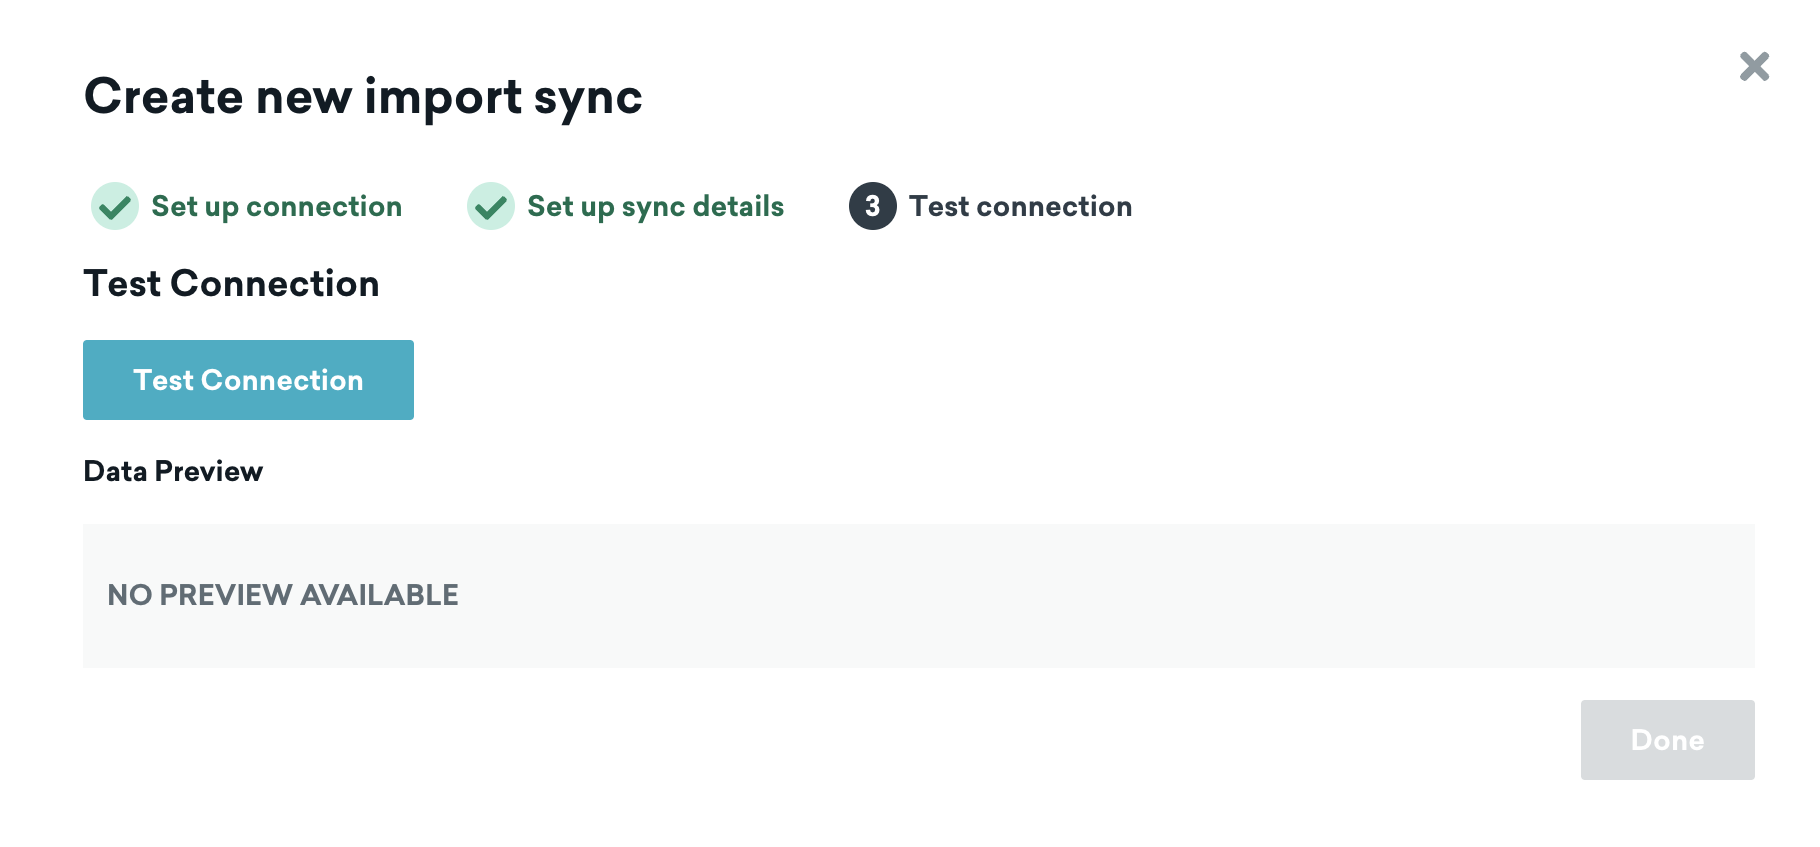 Create new import sync
Set up connection
Set up sync details
3 Test connection
Test Connection
Test Connection
Data Preview
NO PREVIEW AVAILABLE
Done